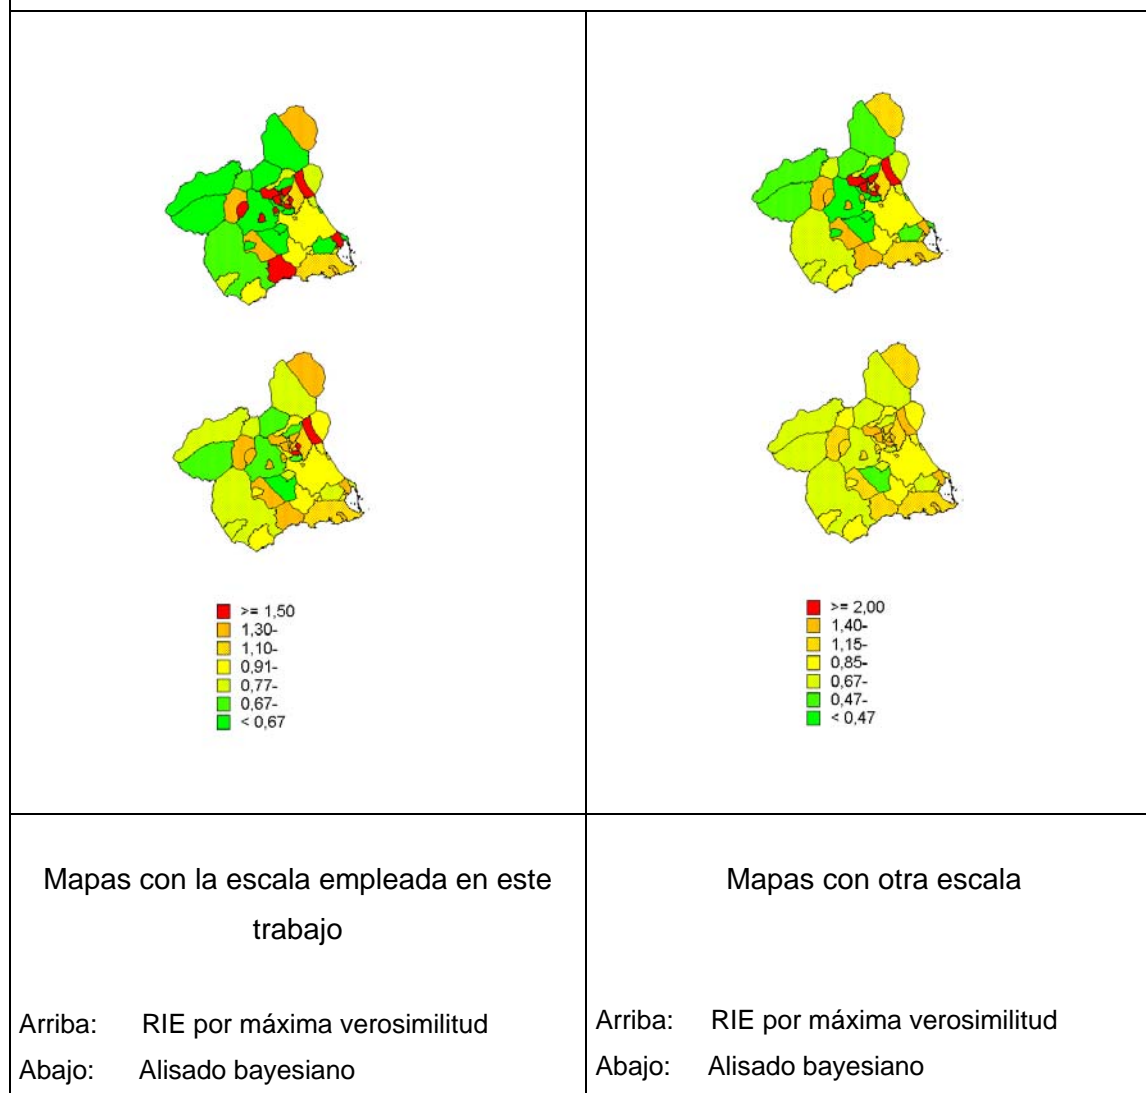 >= 1,50
1,30-
1,10-
0,91-
0,77-
0,67-
< 0,67
>= 2,00
1,40-
1,15-
0,85-
0,67-
0,47-
< 0,47
Mapas con la escala empleada en este
trabajo
Arriba: RIE por máxima verosimilitud
Abajo: Alisado bayesiano
Mapas con otra escala
Arriba: RIE por máxima verosimilitud
Abajo: Alisado bayesiano